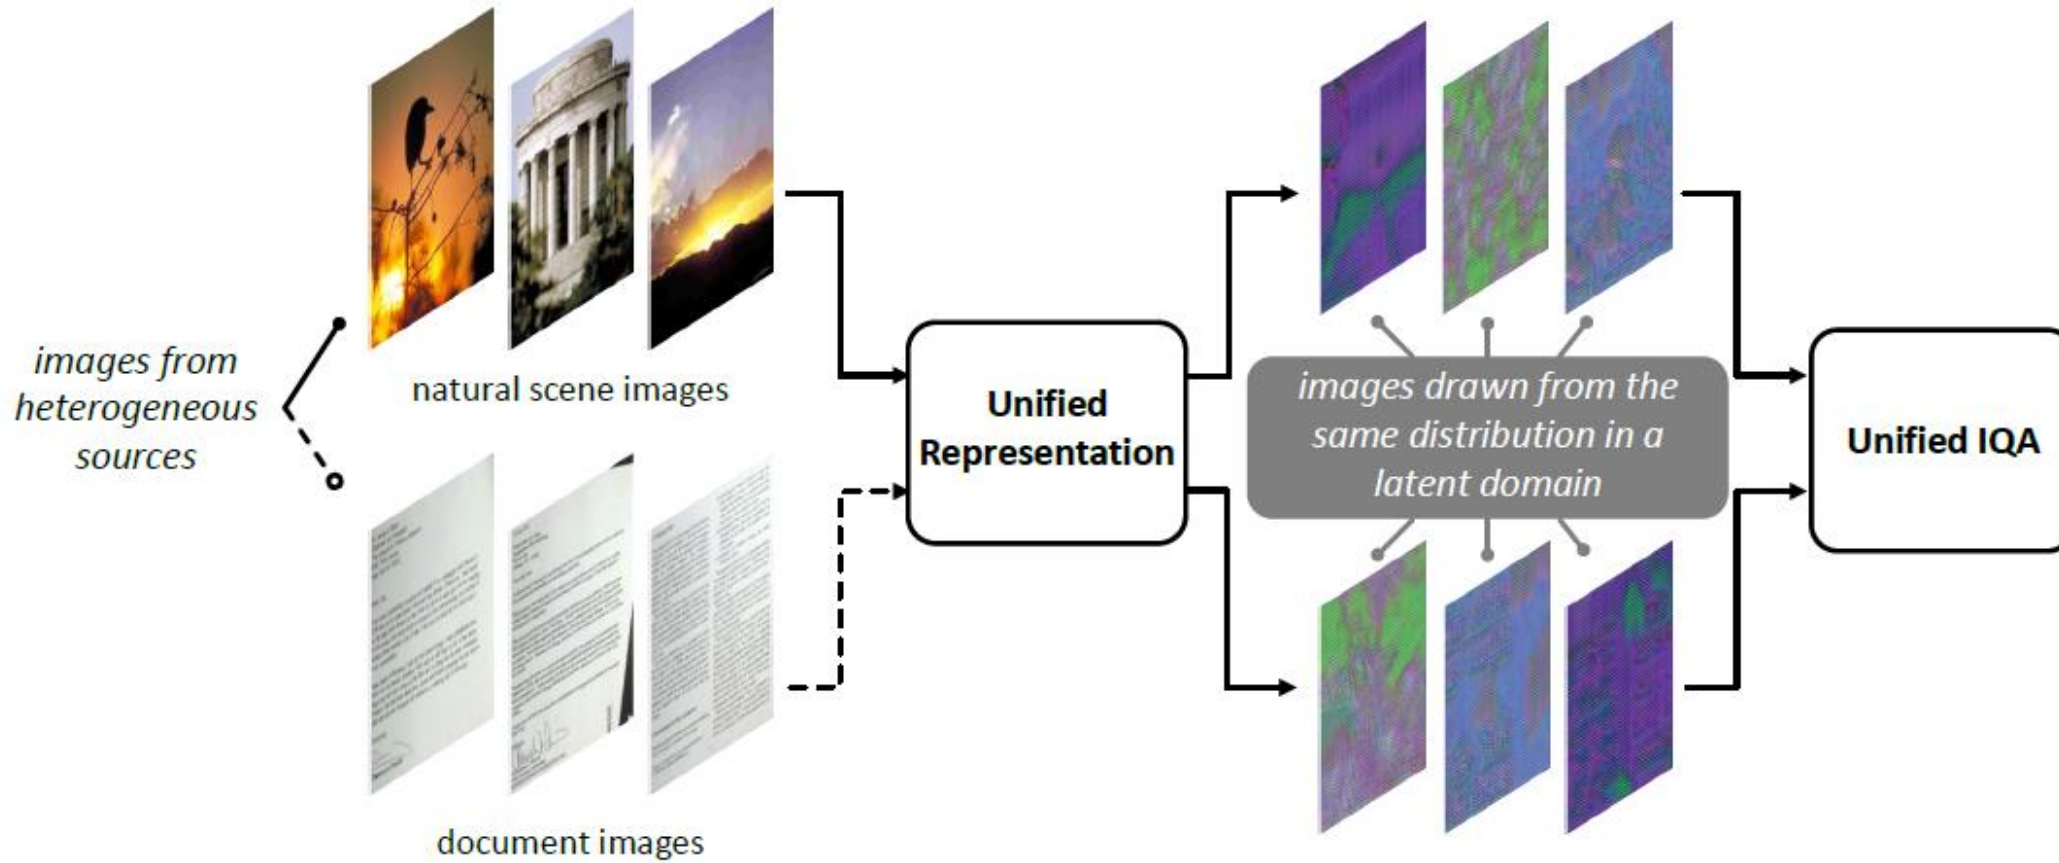 images from
heterogeneous
sources
natural scene images
document images
Unified
Representation
images drawn from the
same distribution in a
latent domain
Unified IQA